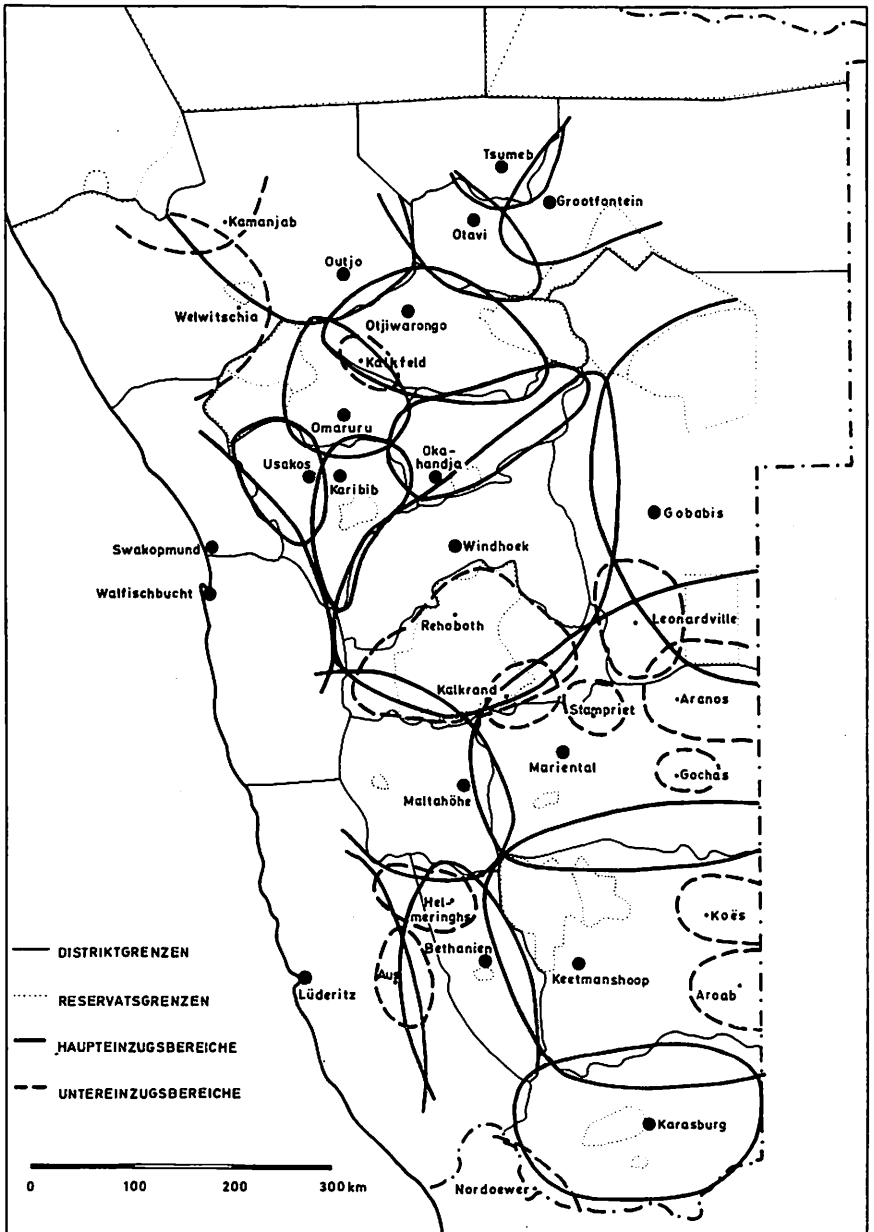 Tsumeb
Grootfontein
Otavi
Kamanjab
Outjo
Welwitschia
Otjiwarongo
Kalkfeld
Omaruru
Oka-
handja
Usakos
Karibib
Gobabis
Swakopmund
Windhoek
Walfischbucht
Rehoboth
Leonardville
Kalkrand
Stampriet
Aranos
Mariental
Gochas
Maltahöhe
Hel-
meringhs.
Koës
Bethanien
Aus
Lüderitz
Keetmanshoop
Aroab
DISTRIKTGRENZEN
RESERVATSGRENZEN
HAUPTEINZUGSBEREICHE
UNTEREINZUGSBEREICHE
Karasburg
Nordoewer
0 100 200 300 km